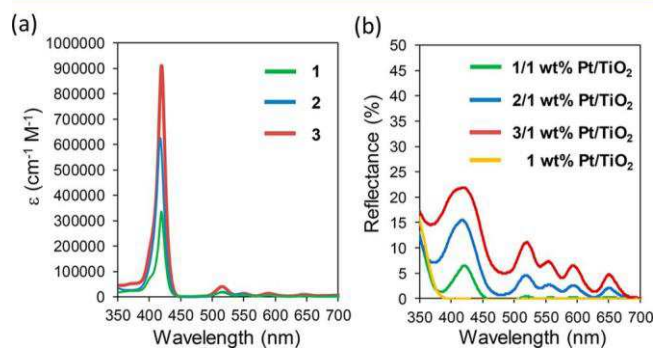 (a)
1000000
900000
800000
700000
600000
500000
400000
300000
200000
100000
0
350 400 450 500 550 600 650 700
Wavelength (nm)
ε (cm⁻¹ M⁻¹)
1
2
3
(b)
50
45
40
35
30
25
20
15
10
5
0
350 400 450 500 550 600 650 700
Wavelength (nm)
Reflectance (%)
1/1 wt% Pt/TiO₂
2/1 wt% Pt/TiO₂
3/1 wt% Pt/TiO₂
1 wt% Pt/TiO₂